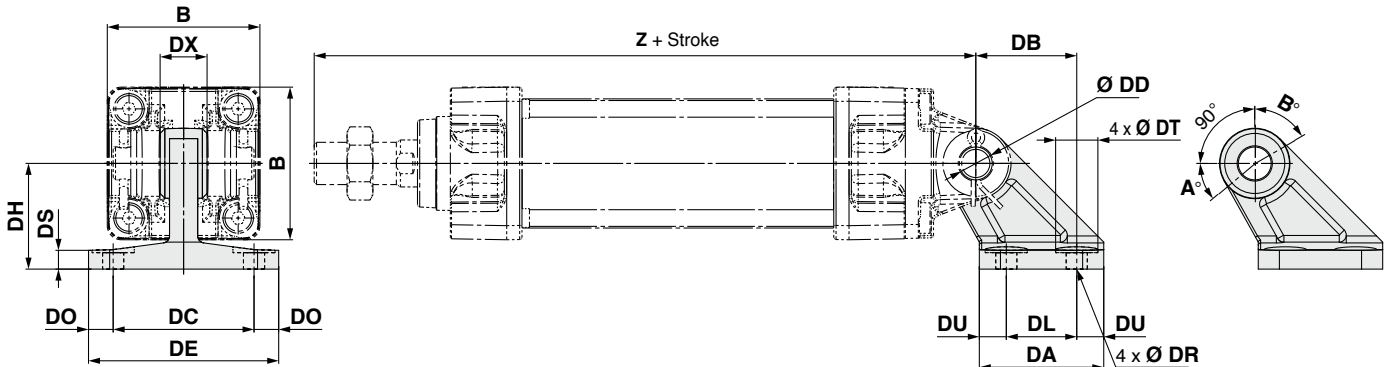 B
DX
Z + Stroke
DB
Ø DD
4 x Ø DT
90°
B°
A°
B
DH
DS
DO
DC
DO
DE
DU
DL
DU
DA
4 x Ø DR